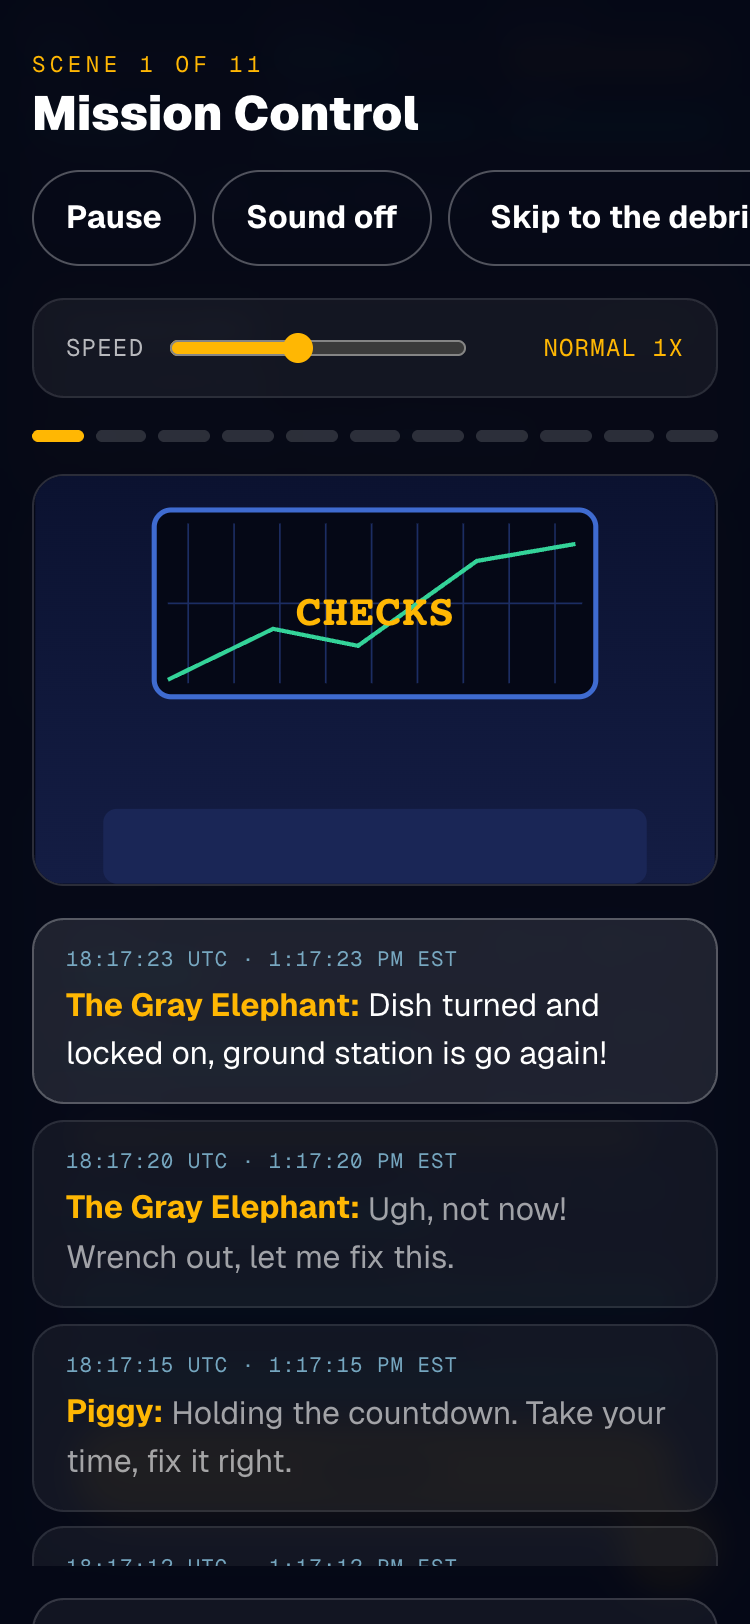 SCENE 1 OF 11
Mission Control
Pause
Sound off
Skip to the debri
SPEED
NORMAL 1X
CHECKS
18:17:23 UTC · 1:17:23 PM EST
The Gray Elephant: Dish turned and
locked on, ground station is go again!
18:17:20 UTC · 1:17:20 PM EST
The Gray Elephant: Ugh, not now!
Wrench out, let me fix this.
18:17:15 UTC · 1:17:15 PM EST
Piggy: Holding the countdown. Take your
time, fix it right.